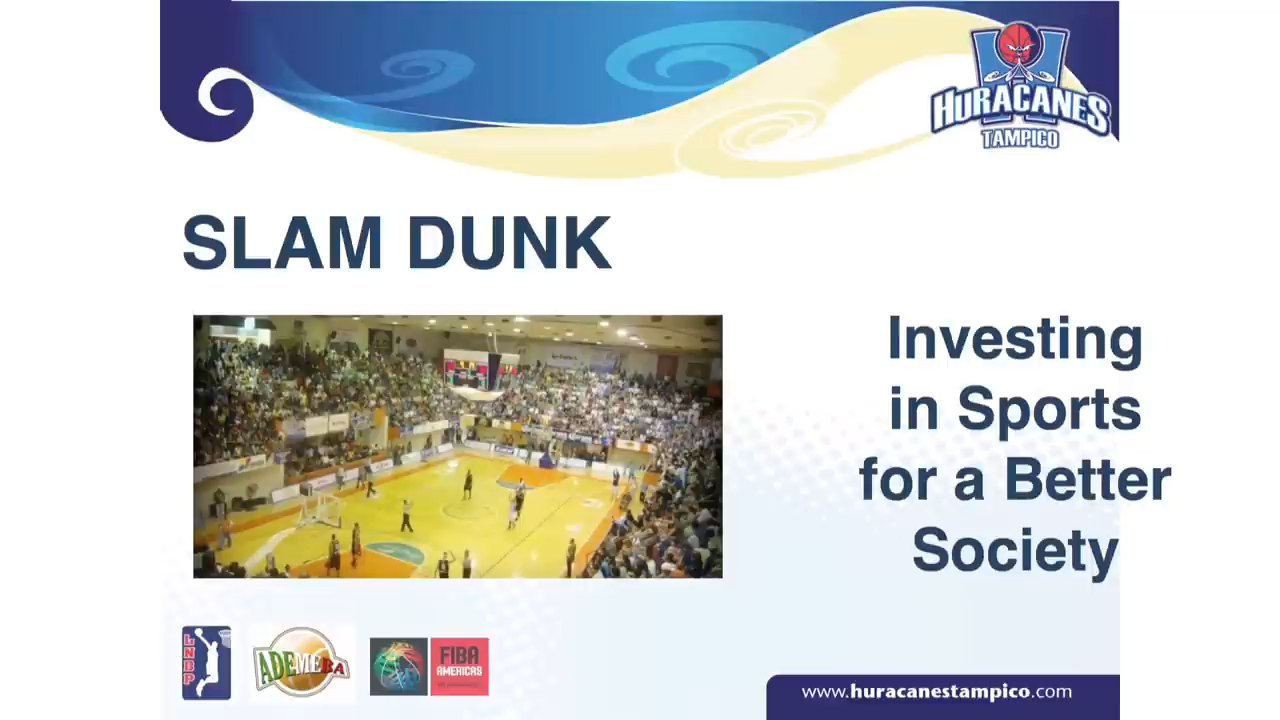 HURACANES
TAMPICO
SLAM DUNK
Investing
in Sports
for a Better
Society
LNBP
ADEMEBA
FIBA
AMERICAS
www.huracanestampico.com